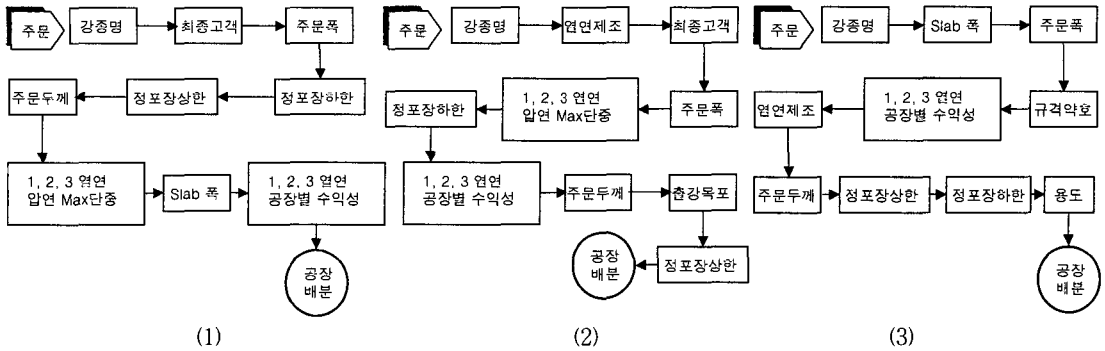 주문
강종명
최종고객
주문폭
정포장하한
정포장상한
주문두께
1, 2, 3 열연
압연 Max단중
Slab 폭
1, 2, 3 열연
공장별 수익성
공장
배분
(1)
주문
강종명
열연제조
최종고객
주문폭
1, 2, 3 열연
압연 Max단중
정포장하한
1, 2, 3 열연
공장별 수익성
주문두께
출강목표
정포장상한
공장
배분
(2)
주문
강종명
Slab 폭
주문폭
규격약호
1, 2, 3 열연
공장별 수익성
열연제조
주문두께
정포장상한
정포장하한
용도
공장
배분
(3)